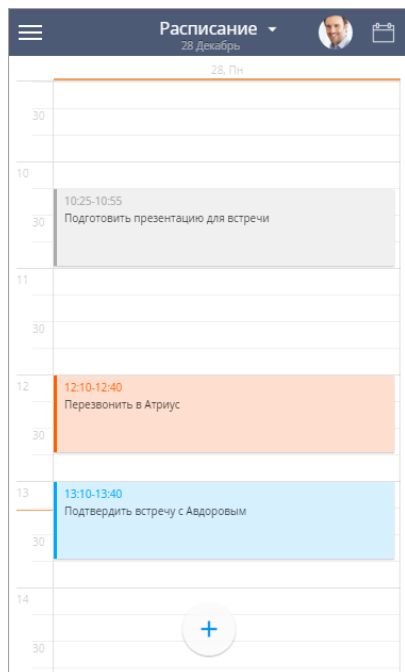 Расписание
28 Декабрь
28, Пн
30
10
10:25-10:55
Подготовить презентацию для встречи
30
11
30
12
12:10-12:40
Перезвонить в Атриус
30
13
13:10-13:40
Подтвердить встречу с Авдоровым
30
14
30